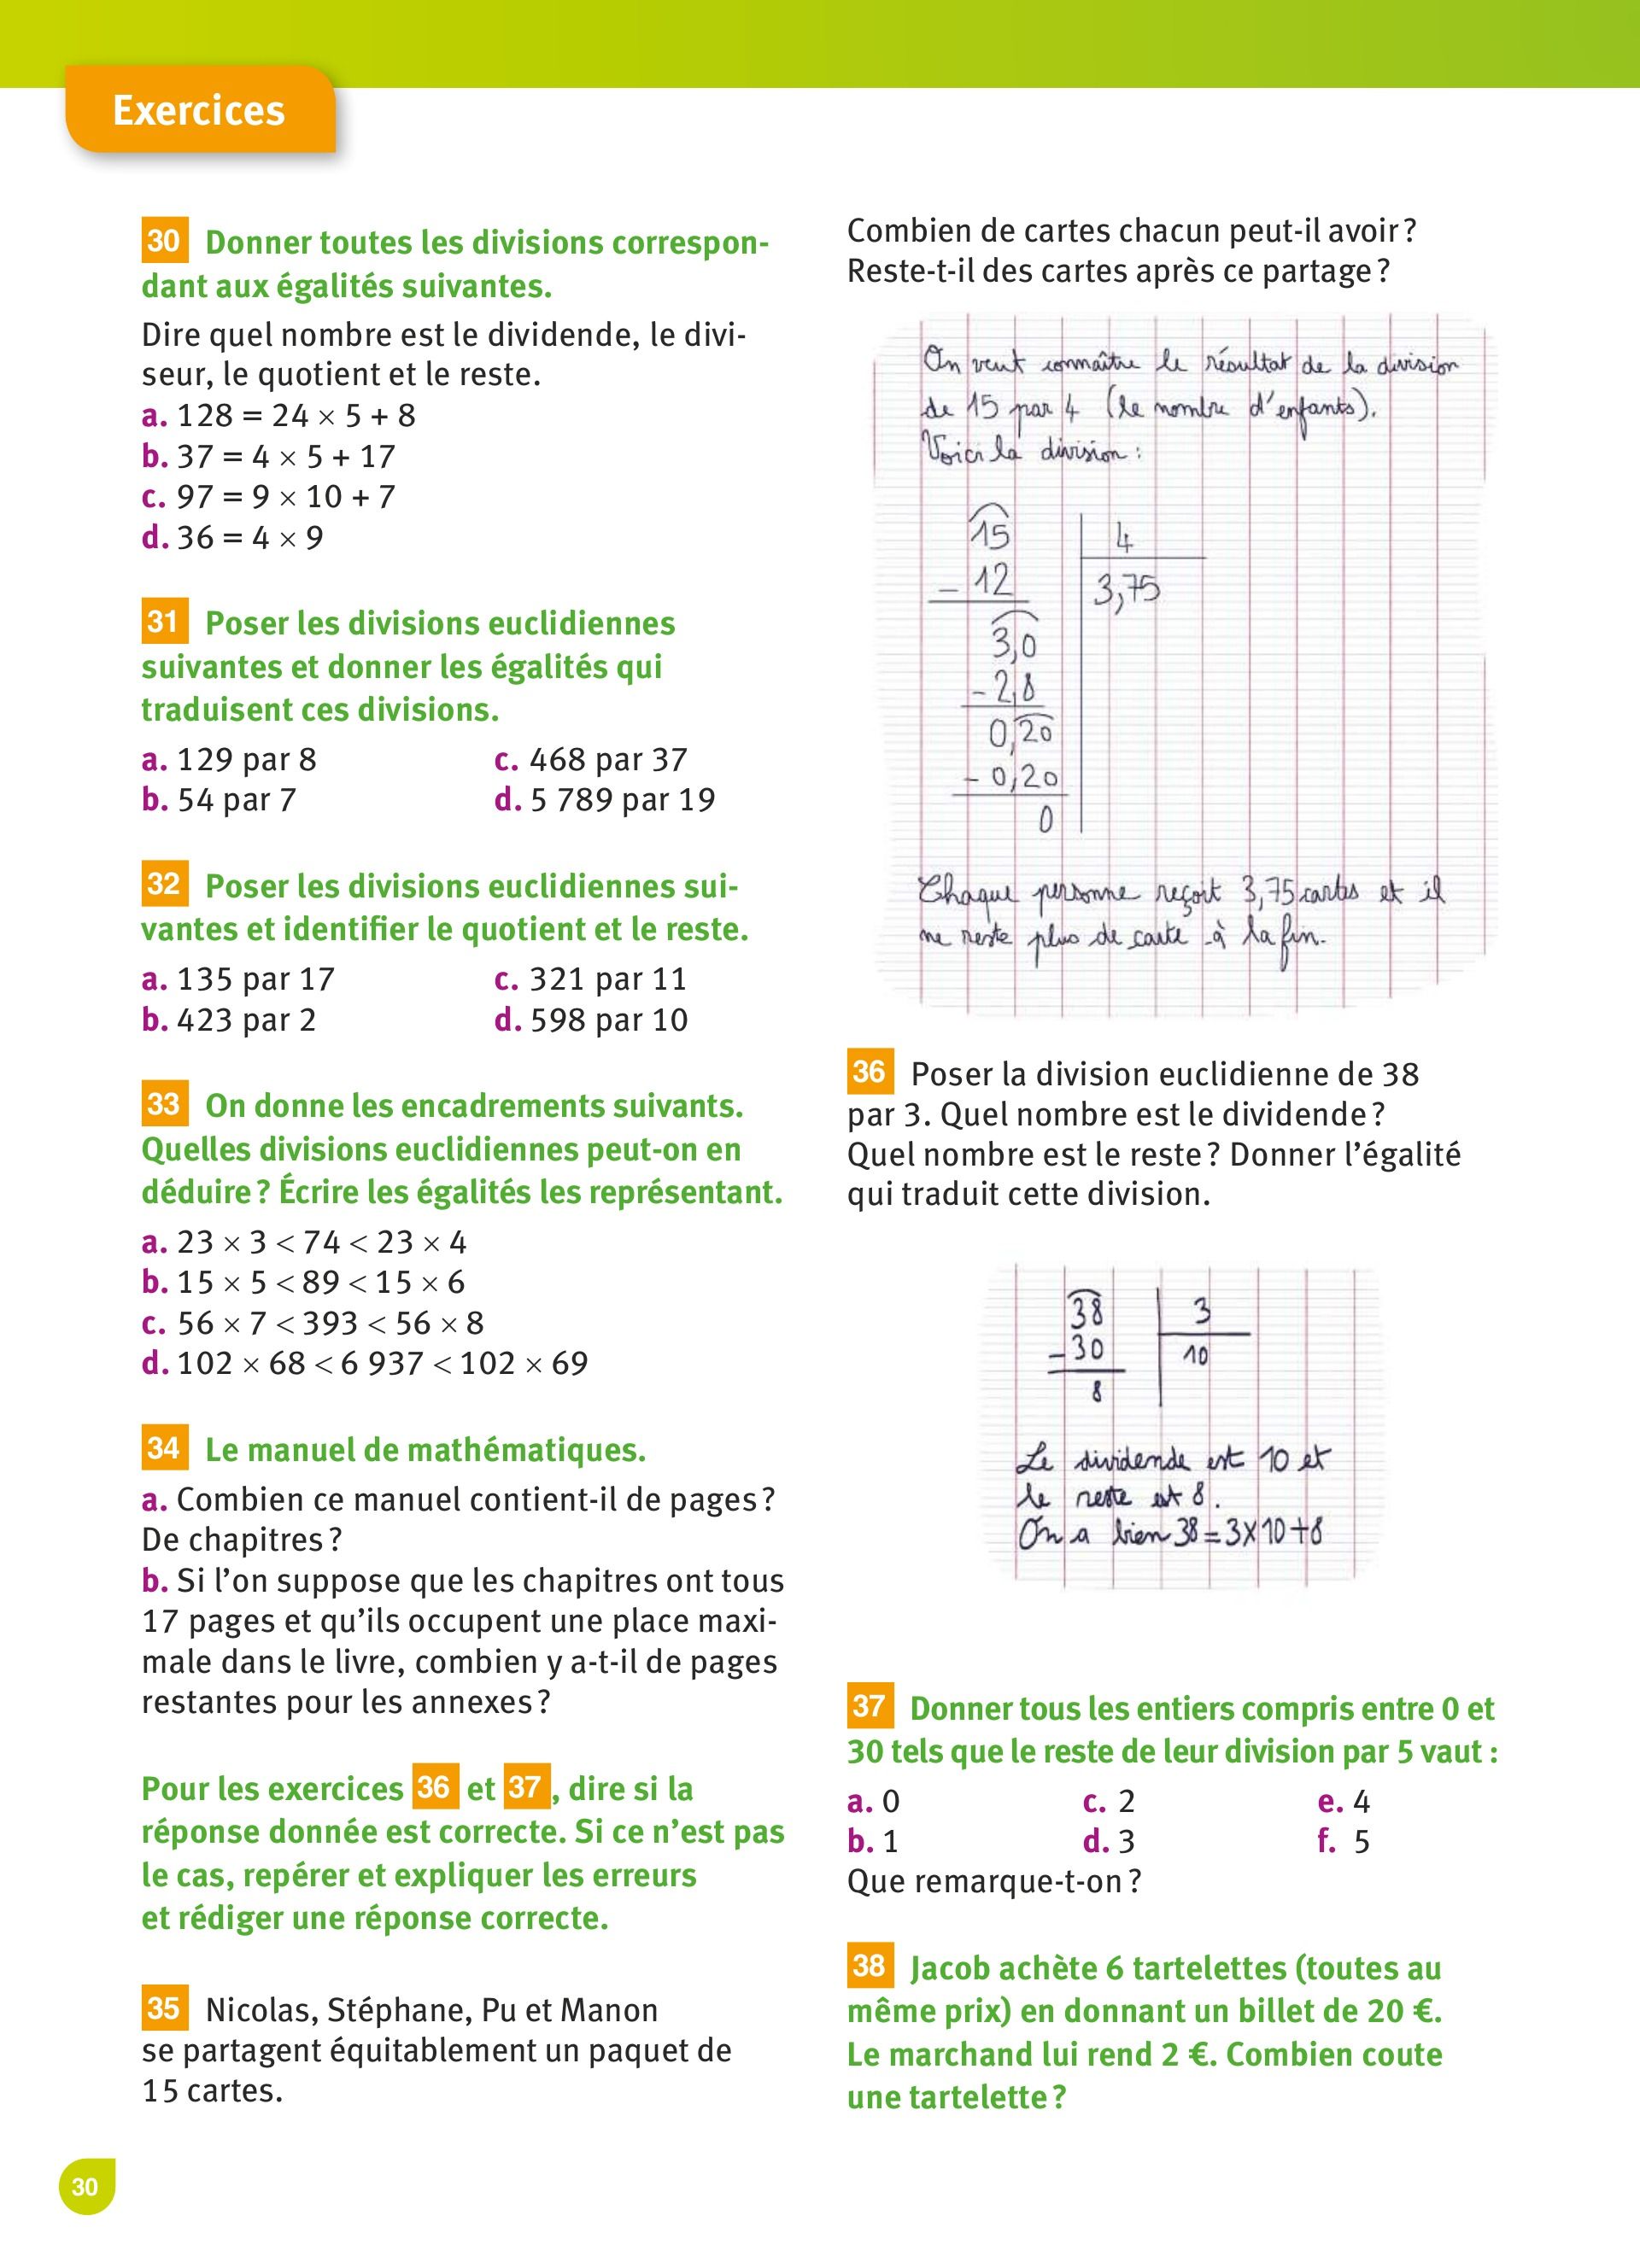 Exercices
30 Donner toutes les divisions correspon-
dant aux égalités suivantes.
Dire quel nombre est le dividende, le divi-
seur, le quotient et le reste.
a. 128 = 24 × 5 + 8
b. 37 = 4 × 5 + 17
c. 97 = 9 × 10 + 7
d. 36 = 4 × 9
31 Poser les divisions euclidiennes
suivantes et donner les égalités qui
traduisent ces divisions.
a. 129 par 8
b. 54 par 7
c. 468 par 37
d. 5 789 par 19
32 Poser les divisions euclidiennes sui-
vantes et identifier le quotient et le reste.
a. 135 par 17
b. 423 par 2
c. 321 par 11
d. 598 par 10
33 On donne les encadrements suivants.
Quelles divisions euclidiennes peut-on en
déduire ? Écrire les égalités les représentant.
a. 23 × 3 < 74 < 23 × 4
b. 15 × 5 < 89 < 15 × 6
c. 56 × 7 < 393 < 56 × 8
d. 102 × 68 < 6 937 < 102 × 69
34 Le manuel de mathématiques.
a. Combien ce manuel contient-il de pages ?
De chapitres ?
b. Si l'on suppose que les chapitres ont tous
17 pages et qu'ils occupent une place maxi-
male dans le livre, combien y a-t-il de pages
restantes pour les annexes ?
Pour les exercices 36 et 37, dire si la
réponse donnée est correcte. Si ce n'est pas
le cas, repérer et expliquer les erreurs
et rédiger une réponse correcte.
35 Nicolas, Stéphane, Pu et Manon
se partagent équitablement un paquet de
15 cartes.
Combien de cartes chacun peut-il avoir ?
Reste-t-il des cartes après ce partage ?
On veut connaître le résultat de la division
de 15 par 4 (le nombre d'enfants).
Voici la division :
15 4
- 12 3,75
3,0
- 2,8
0,20
- 0,20
0
Chaque personne reçoit 3,75 cartes et il
ne reste plus de carte à la fin.
36 Poser la division euclidienne de 38
par 3. Quel nombre est le dividende ?
Quel nombre est le reste ? Donner l'égalité
qui traduit cette division.
38 3
- 30 10
8
Le dividende est 10 et
le reste est 8.
On a bien 38 = 3 × 10 + 8
37 Donner tous les entiers compris entre 0 et
30 tels que le reste de leur division par 5 vaut :
a. 0 c. 2 e. 4
b. 1 d. 3 f. 5
Que remarque-t-on ?
38 Jacob achète 6 tartelettes (toutes au
même prix) en donnant un billet de 20 €.
Le marchand lui rend 2 €. Combien coute
une tartelette ?
30